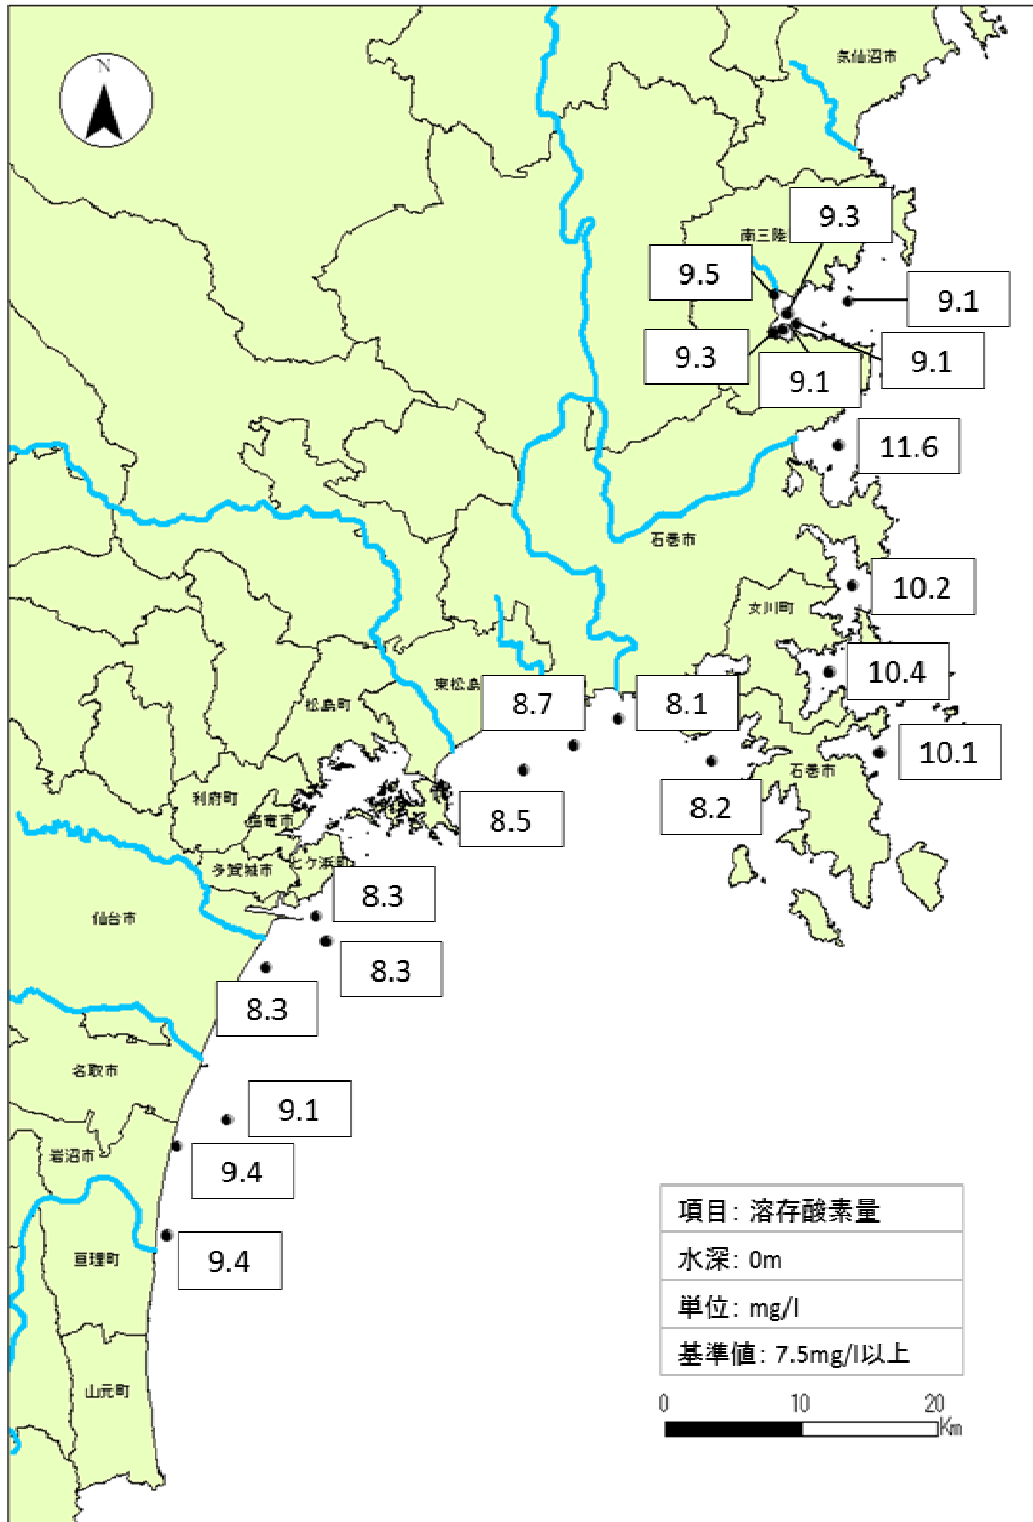 気仙沼市
N
9.3
南三陸
9.5
9.1
9.3
9.1
9.1
11.6
石巻市
10.2
女川町
10.4
東松島
8.7
8.1
松島町
10.1
石巻市
利府町
8.5
8.2
塩竈市
多賀城市
七ケ浜町
8.3
仙台市
8.3
8.3
名取市
9.1
岩沼市
9.4
亘理町
9.4
項目: 溶存酸素量
水深: 0m
単位: mg/l
基準値: 7.5mg/l以上
山元町
0 10 20
Km